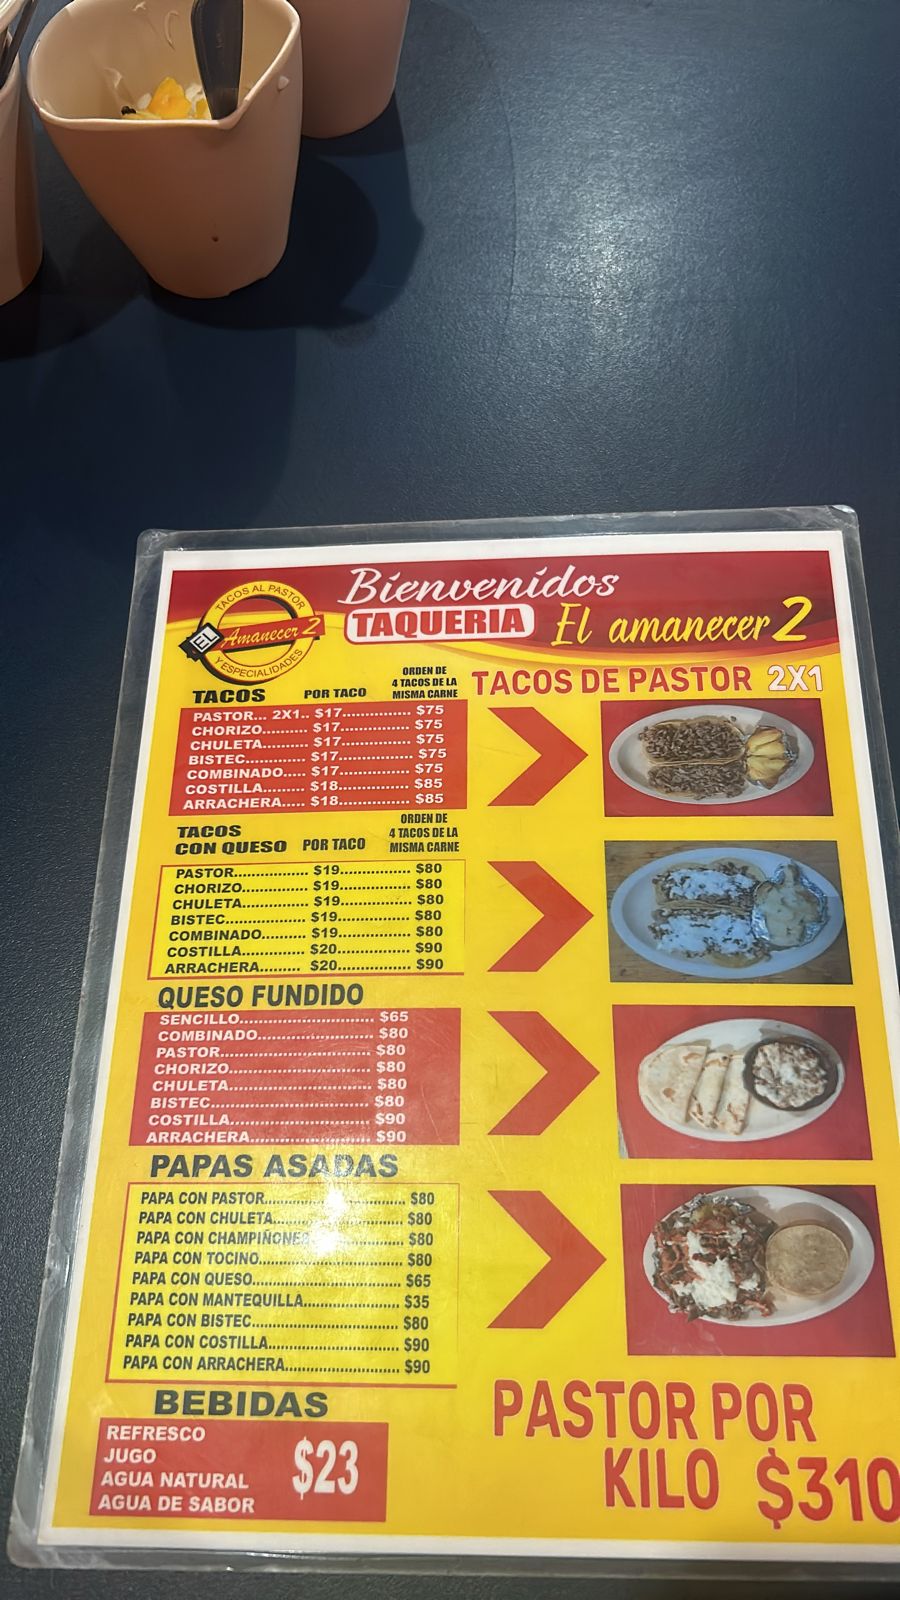 Bienvenidos
TAQUERIA El amanecer 2
TACOS AL PASTOR
EL Amanecer 2
Y ESPECIALIDADES
TACOS POR TACO ORDEN DE 4 TACOS DE LA MISMA CARNE
PASTOR... 2X1.. $17............... $75
CHORIZO.......... $17............... $75
CHULETA.......... $17............... $75
BISTEC............. $17............... $75
COMBINADO..... $17............... $75
COSTILLA......... $18............... $85
ARRACHERA..... $18............... $85
TACOS DE PASTOR 2X1
TACOS CON QUESO POR TACO ORDEN DE 4 TACOS DE LA MISMA CARNE
PASTOR.................. $19................ $80
CHORIZO................ $19................ $80
CHULETA................ $19................ $80
BISTEC................... $19................ $80
COMBINADO.......... $19................ $80
COSTILLA............... $20................ $90
ARRACHERA......... $20................ $90
QUESO FUNDIDO
SENCILLO................................. $65
COMBINADO............................ $80
PASTOR.................................... $80
CHORIZO.................................. $80
CHULETA.................................. $80
BISTEC..................................... $80
COSTILLA................................. $90
ARRACHERA............................ $90
PAPAS ASADAS
PAPA CON PASTOR.................................. $80
PAPA CON CHULETA................................ $80
PAPA CON CHAMPIÑONES....................... $80
PAPA CON TOCINO................................... $80
PAPA CON QUESO.................................... $65
PAPA CON MANTEQUILLA........................ $35
PAPA CON BISTEC.................................... $80
PAPA CON COSTILLA................................ $90
PAPA CON ARRACHERA............................ $90
BEBIDAS
REFRESCO
JUGO
AGUA NATURAL
AGUA DE SABOR
$23
PASTOR POR
KILO $310